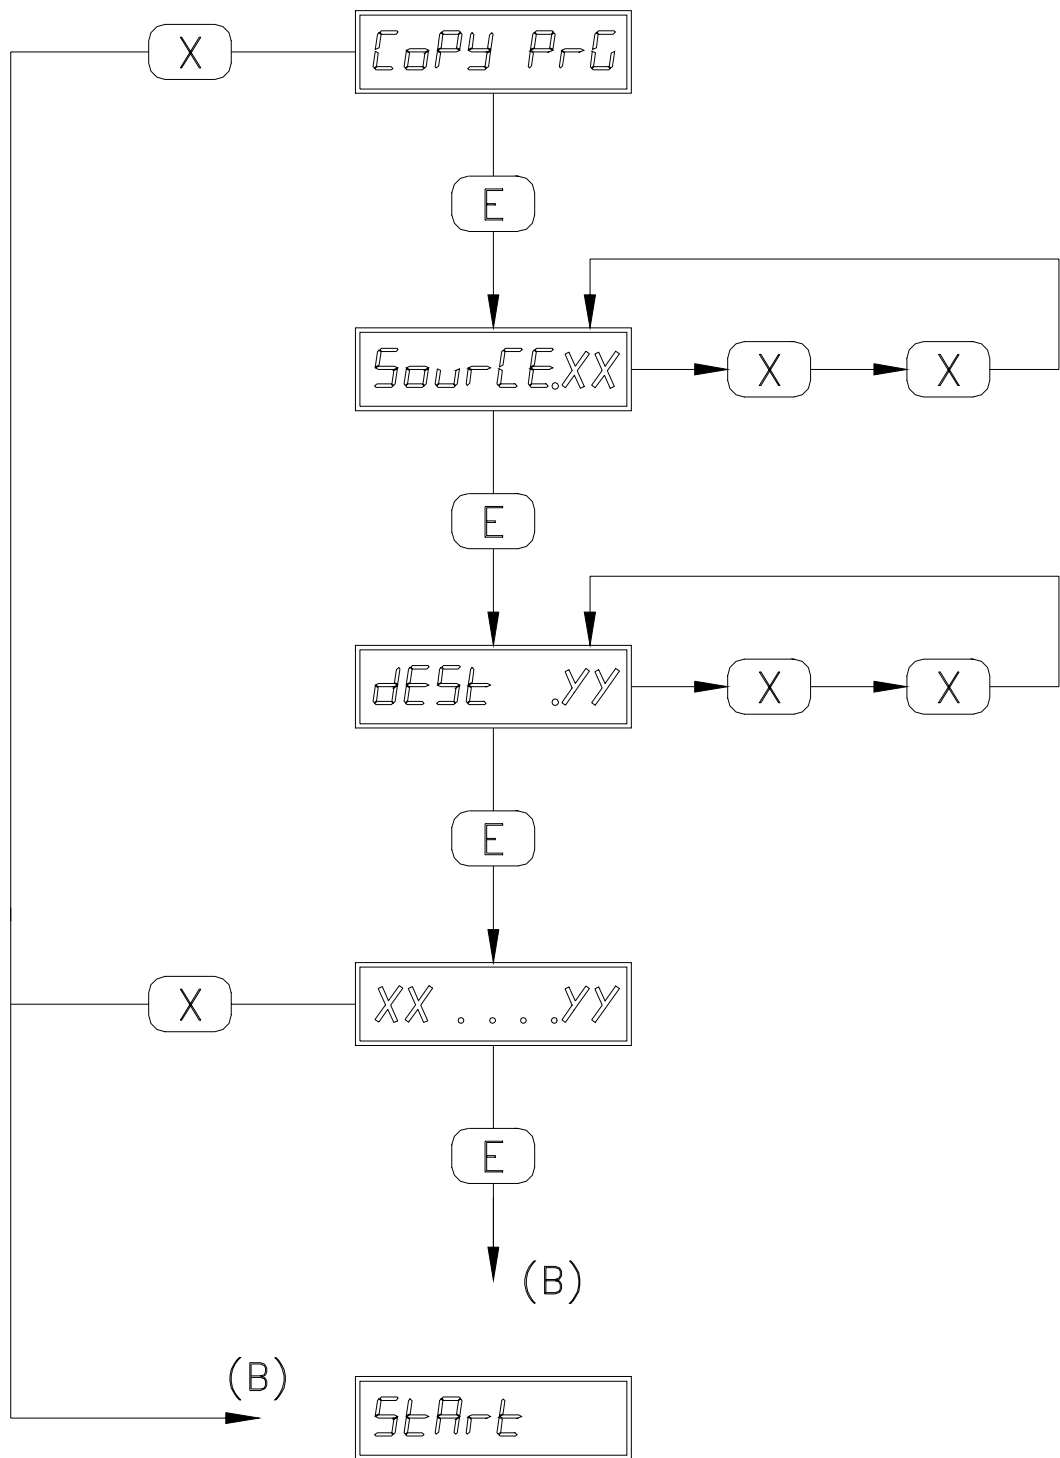 X CoPY PrG
E
SourCE.XX X X
E
dESt .YY X X
E
X XX . . . .YY
E
(B)
(B)
StArt